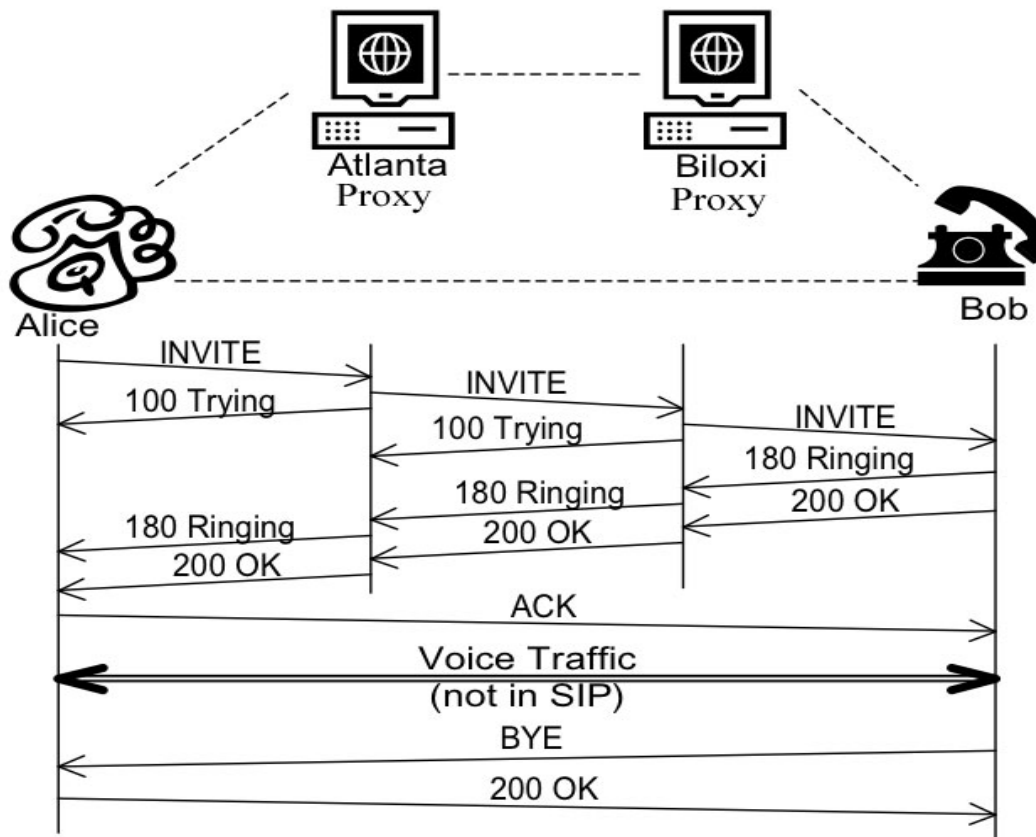 Atlanta
Proxy
Biloxi
Proxy
Alice
Bob
INVITE
INVITE
100 Trying
INVITE
100 Trying
180 Ringing
180 Ringing
200 OK
180 Ringing
200 OK
200 OK
ACK
Voice Traffic
(not in SIP)
BYE
200 OK